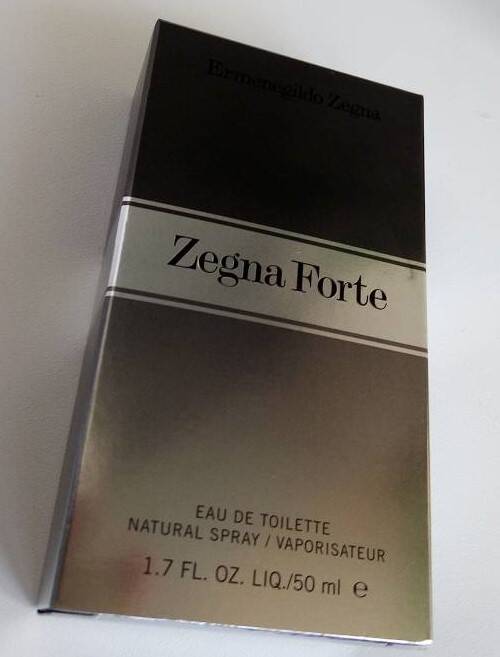 Ermenegildo Zegna
Zegna Forte
EAU DE TOILETTE
NATURAL SPRAY / VAPORISATEUR
1.7 FL. OZ. LIQ./50 ml ℮